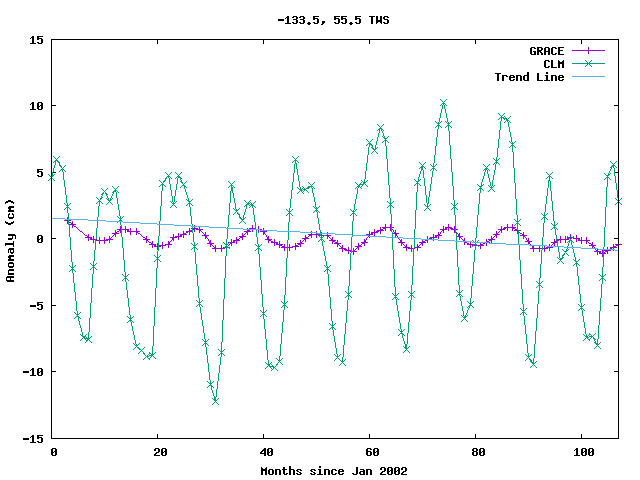 -133.5, 55.5 TWS
GRACE
CLM
Trend Line
15
10
5
0
-5
-10
-15
Anomaly (cm)
0 20 40 60 80 100
Months since Jan 2002